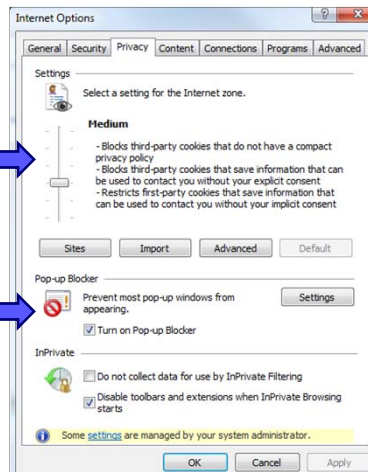 Internet Options
General Security Privacy Content Connections Programs Advanced
Settings
Select a setting for the Internet zone.
Medium
- Blocks third-party cookies that do not have a compact
privacy policy
- Blocks third-party cookies that save information that can
be used to contact you without your explicit consent
- Restricts first-party cookies that save information that
can be used to contact you without your implicit consent
Sites Import Advanced Default
Pop-up Blocker
Prevent most pop-up windows from
appearing.
Settings
Turn on Pop-up Blocker
InPrivate
Do not collect data for use by InPrivate Filtering
Disable toolbars and extensions when InPrivate Browsing
starts
Some settings are managed by your system administrator.
OK Cancel Apply